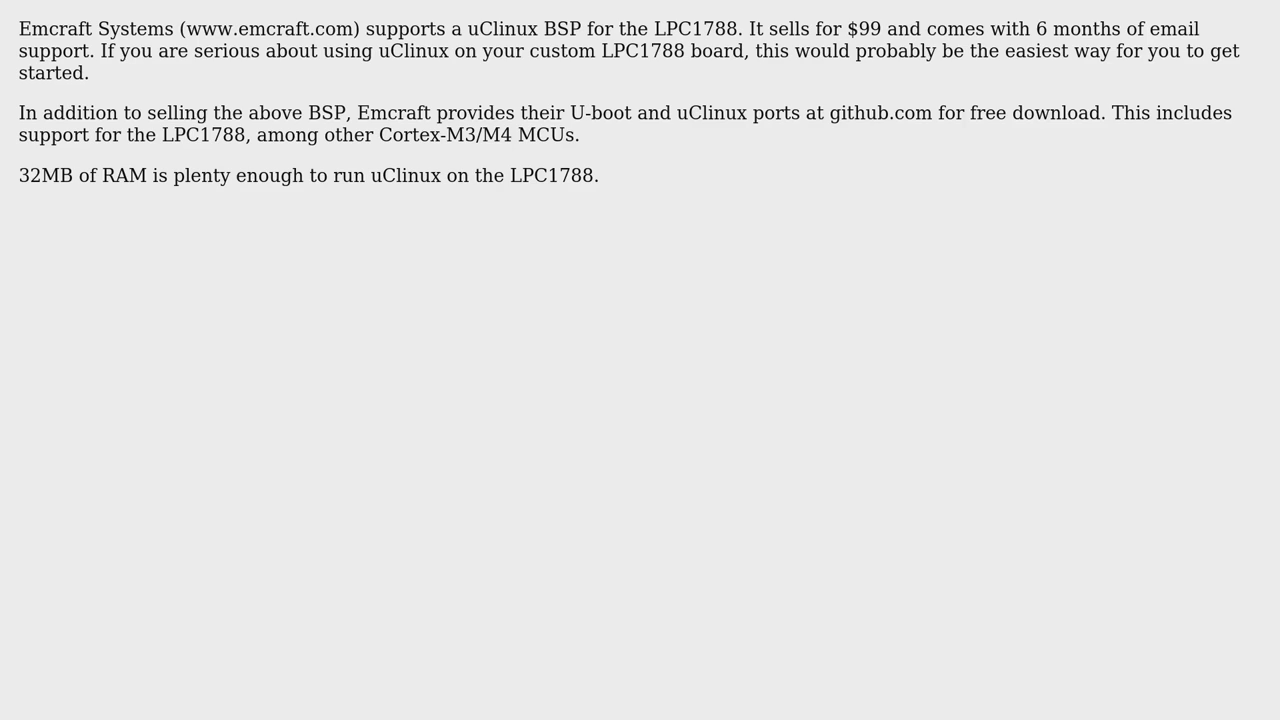 Emcraft Systems (www.emcraft.com) supports a uClinux BSP for the LPC1788. It sells for $99 and comes with 6 months of email
support. If you are serious about using uClinux on your custom LPC1788 board, this would probably be the easiest way for you to get
started.
In addition to selling the above BSP, Emcraft provides their U-boot and uClinux ports at github.com for free download. This includes
support for the LPC1788, among other Cortex-M3/M4 MCUs.
32MB of RAM is plenty enough to run uClinux on the LPC1788.